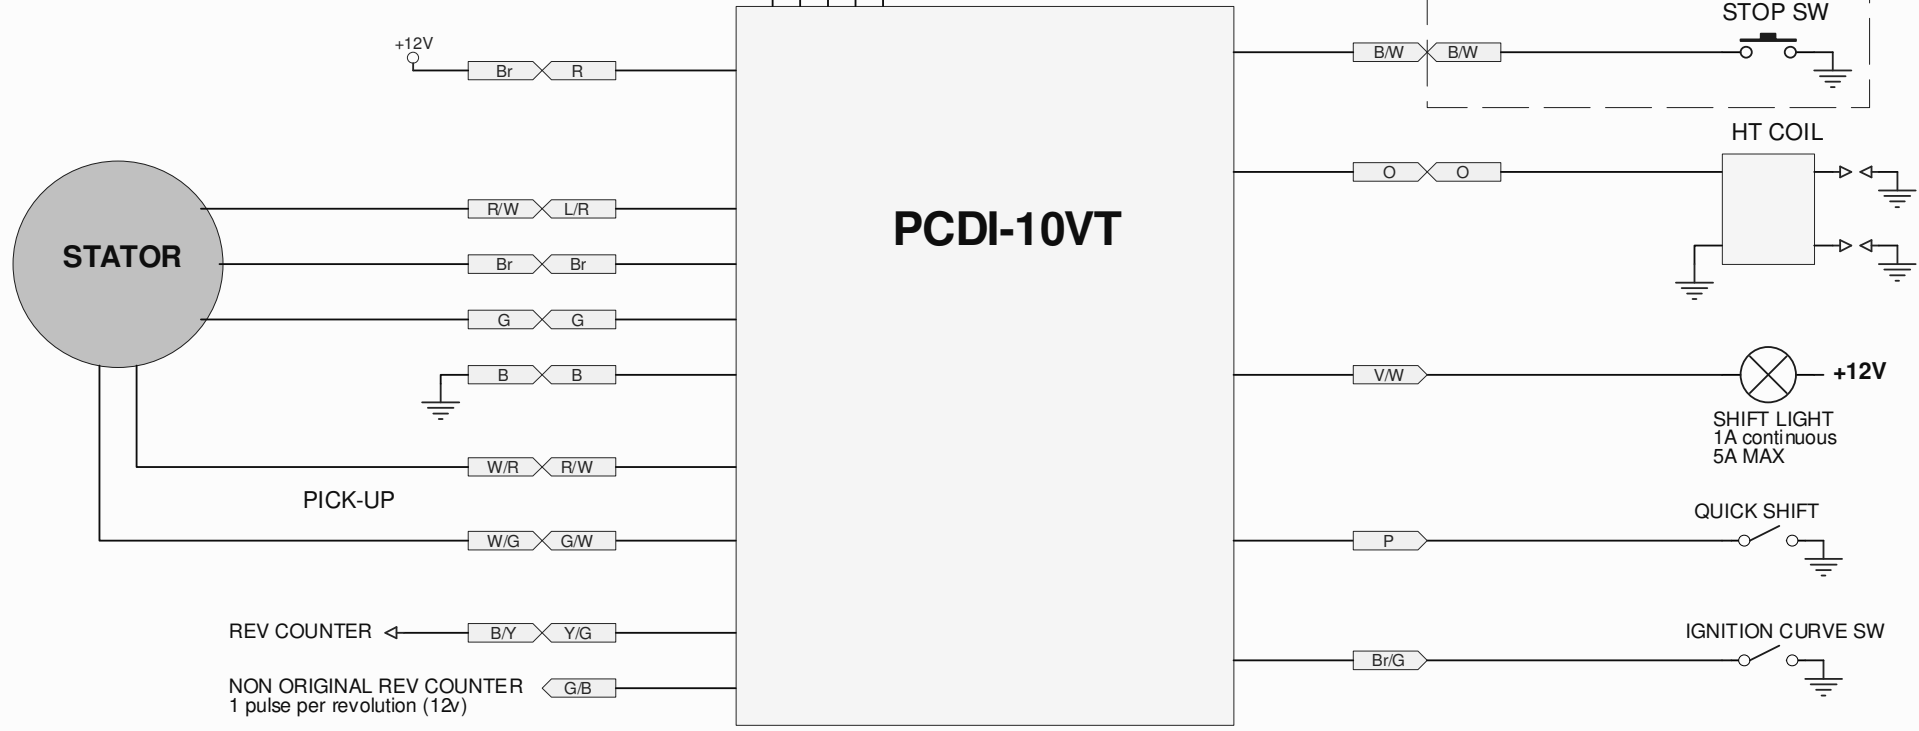 STOP SW
+12V
Br R
B/W B/W
HT COIL
O O
R/W L/R
PCDI-10VT
STATOR
Br Br
G G
B B
V/W
+12V
SHIFT LIGHT
1A continuous
5A MAX
W/R R/W
PICK-UP
QUICK SHIFT
W/G G/W
P
REV COUNTER B/Y Y/G
IGNITION CURVE SW
Br/G
NON ORIGINAL REV COUNTER G/B
1 pulse per revolution (12v)